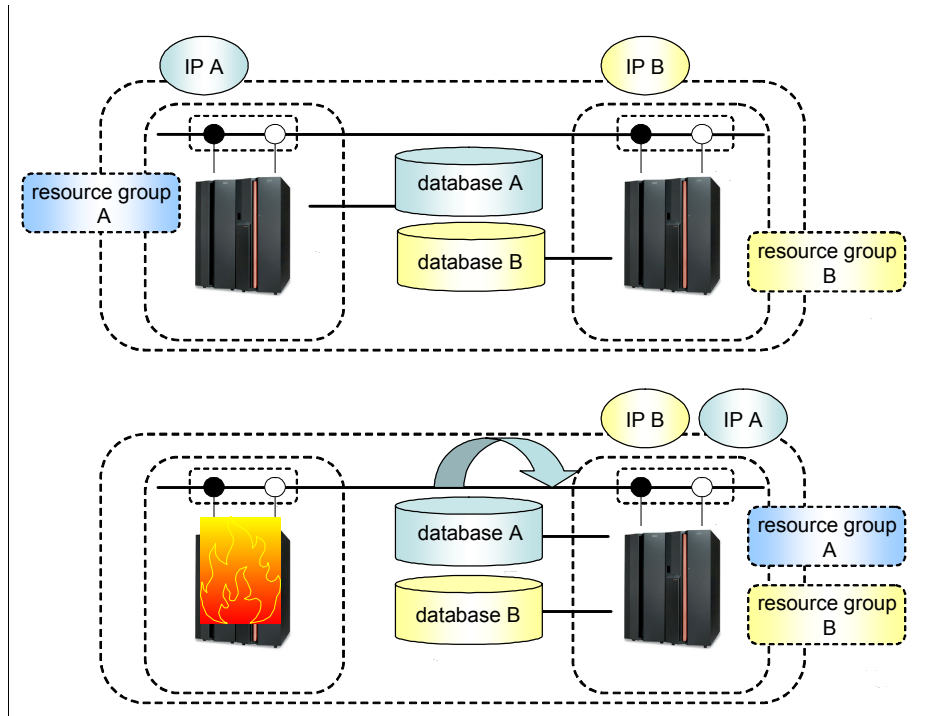 IP A
IP B
resource group
A
database A
database B
resource group
B
IP B
IP A
database A
database B
resource group
A
resource group
B